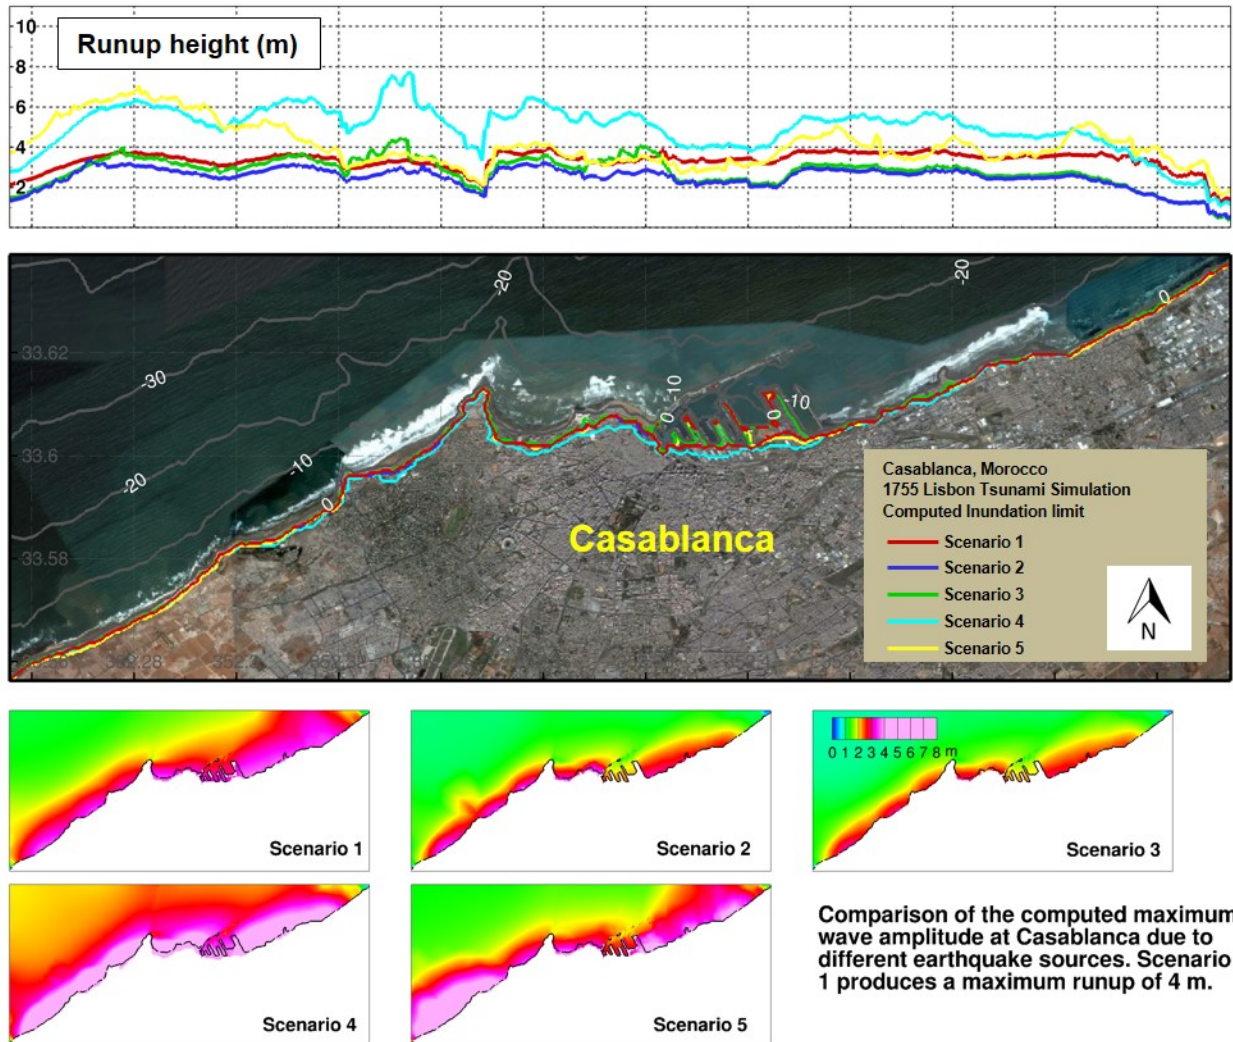 10
Runup height (m)
8
6
4
2
-20
-20
0
33.62
-30
-10
-10
0
0
33.6
-20
-10
0
Casablanca, Morocco
1755 Lisbon Tsunami Simulation
Computed Inundation limit
Casablanca
Scenario 1
33.58
Scenario 2
Scenario 3
Scenario 4
N
Scenario 5
352.28
0 1 2 3 4 5 6 7 8 m
Scenario 1
Scenario 2
Scenario 3
Comparison of the computed maximum
wave amplitude at Casablanca due to
different earthquake sources. Scenario
1 produces a maximum runup of 4 m.
Scenario 4
Scenario 5